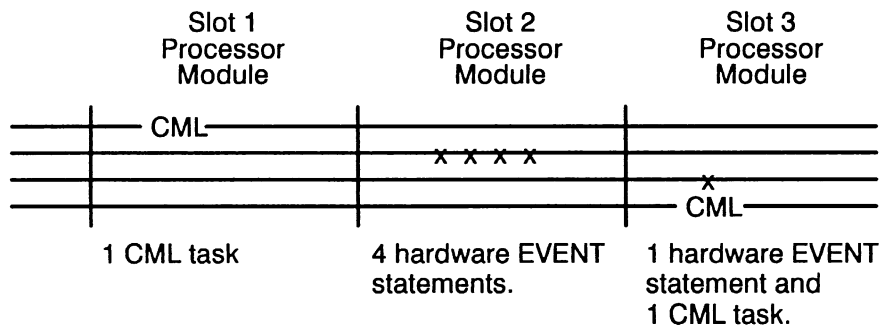 Slot 1
Processor
Module
Slot 2
Processor
Module
Slot 3
Processor
Module
CML
x x x x
x
CML
1 CML task
4 hardware EVENT
statements.
1 hardware EVENT
statement and
1 CML task.